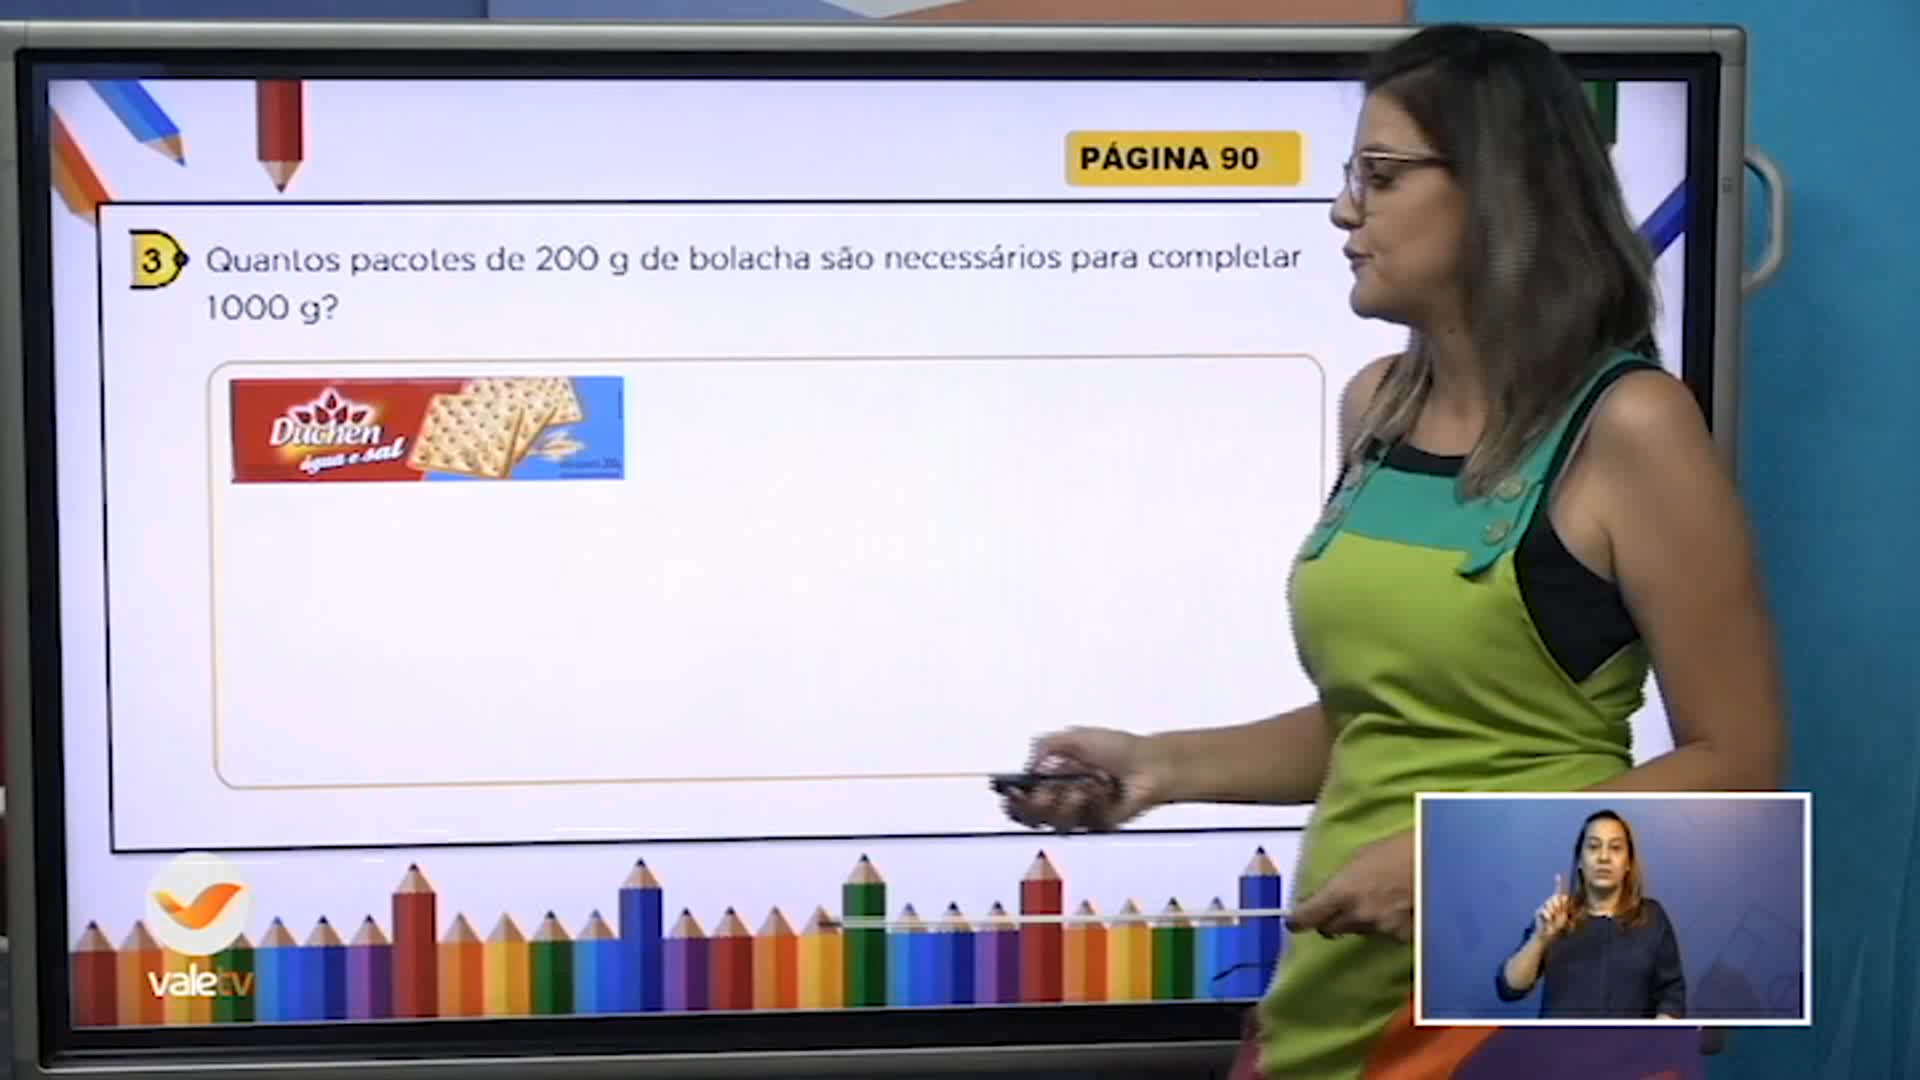 PÁGINA 90
3 Quantos pacotes de 200 g de bolacha são necessários para completar
1000 g?
Duchen
água e sal
valetv